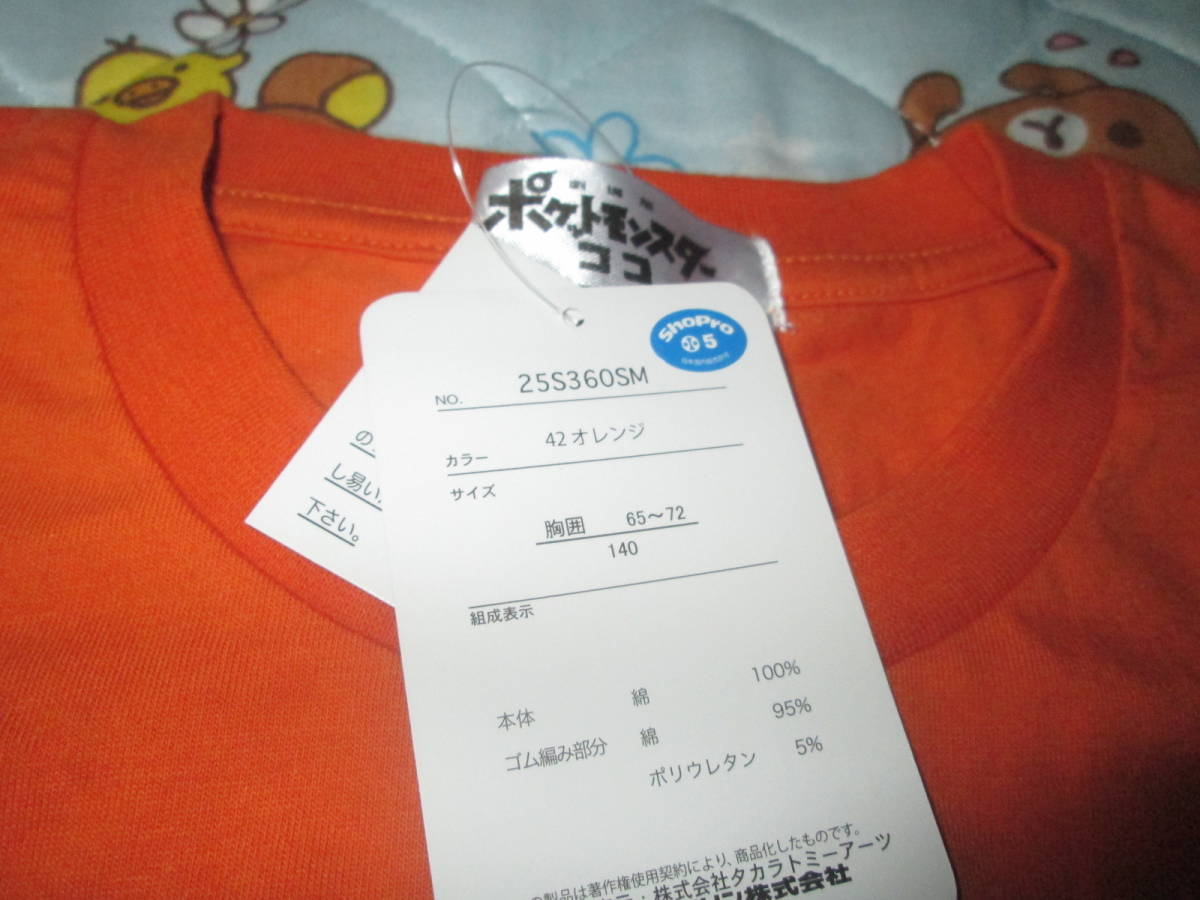 劇場版
ポケットモンスター
ココ
ShoPro
5
NO. 25S360SM
カラー 42オレンジ
サイズ
胸囲 65〜72
140
組成表示
本体 綿 100%
ゴム編み部分 綿 95%
ポリウレタン 5%
製品は著作権使用契約により、商品化したものです。
：株式会社タカラトミーアーツ
株式会社
の
し易い
下さい。